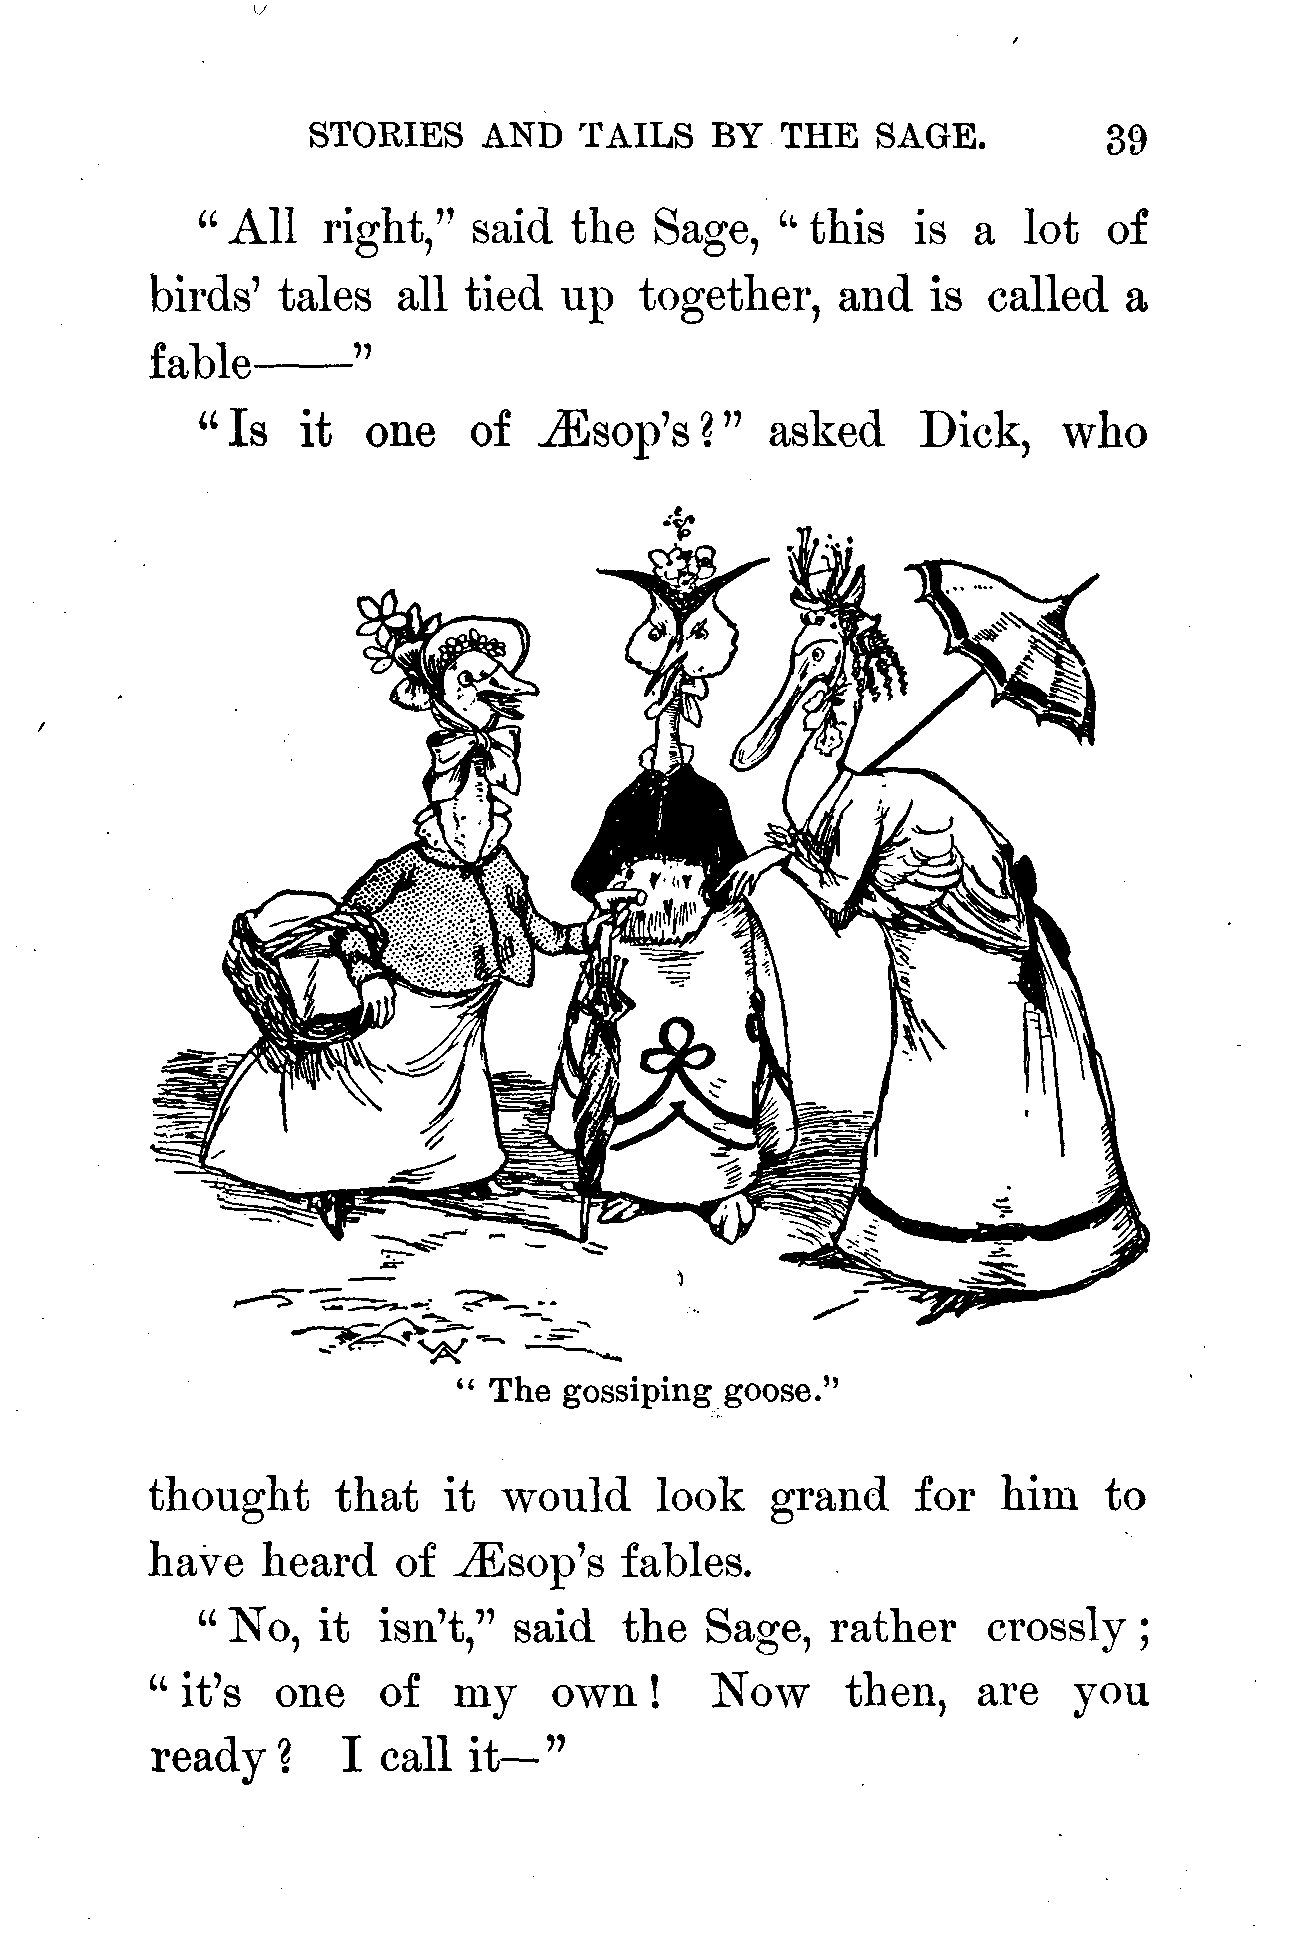 STORIES AND TAILS BY THE SAGE. 39
“All right,” said the Sage, “this is a lot of
birds’ tales all tied up together, and is called a
fable——”
“Is it one of Æsop’s?” asked Dick, who
“The gossiping goose.”
thought that it would look grand for him to
have heard of Æsop’s fables.
“No, it isn’t,” said the Sage, rather crossly;
“it’s one of my own! Now then, are you
ready? I call it—”